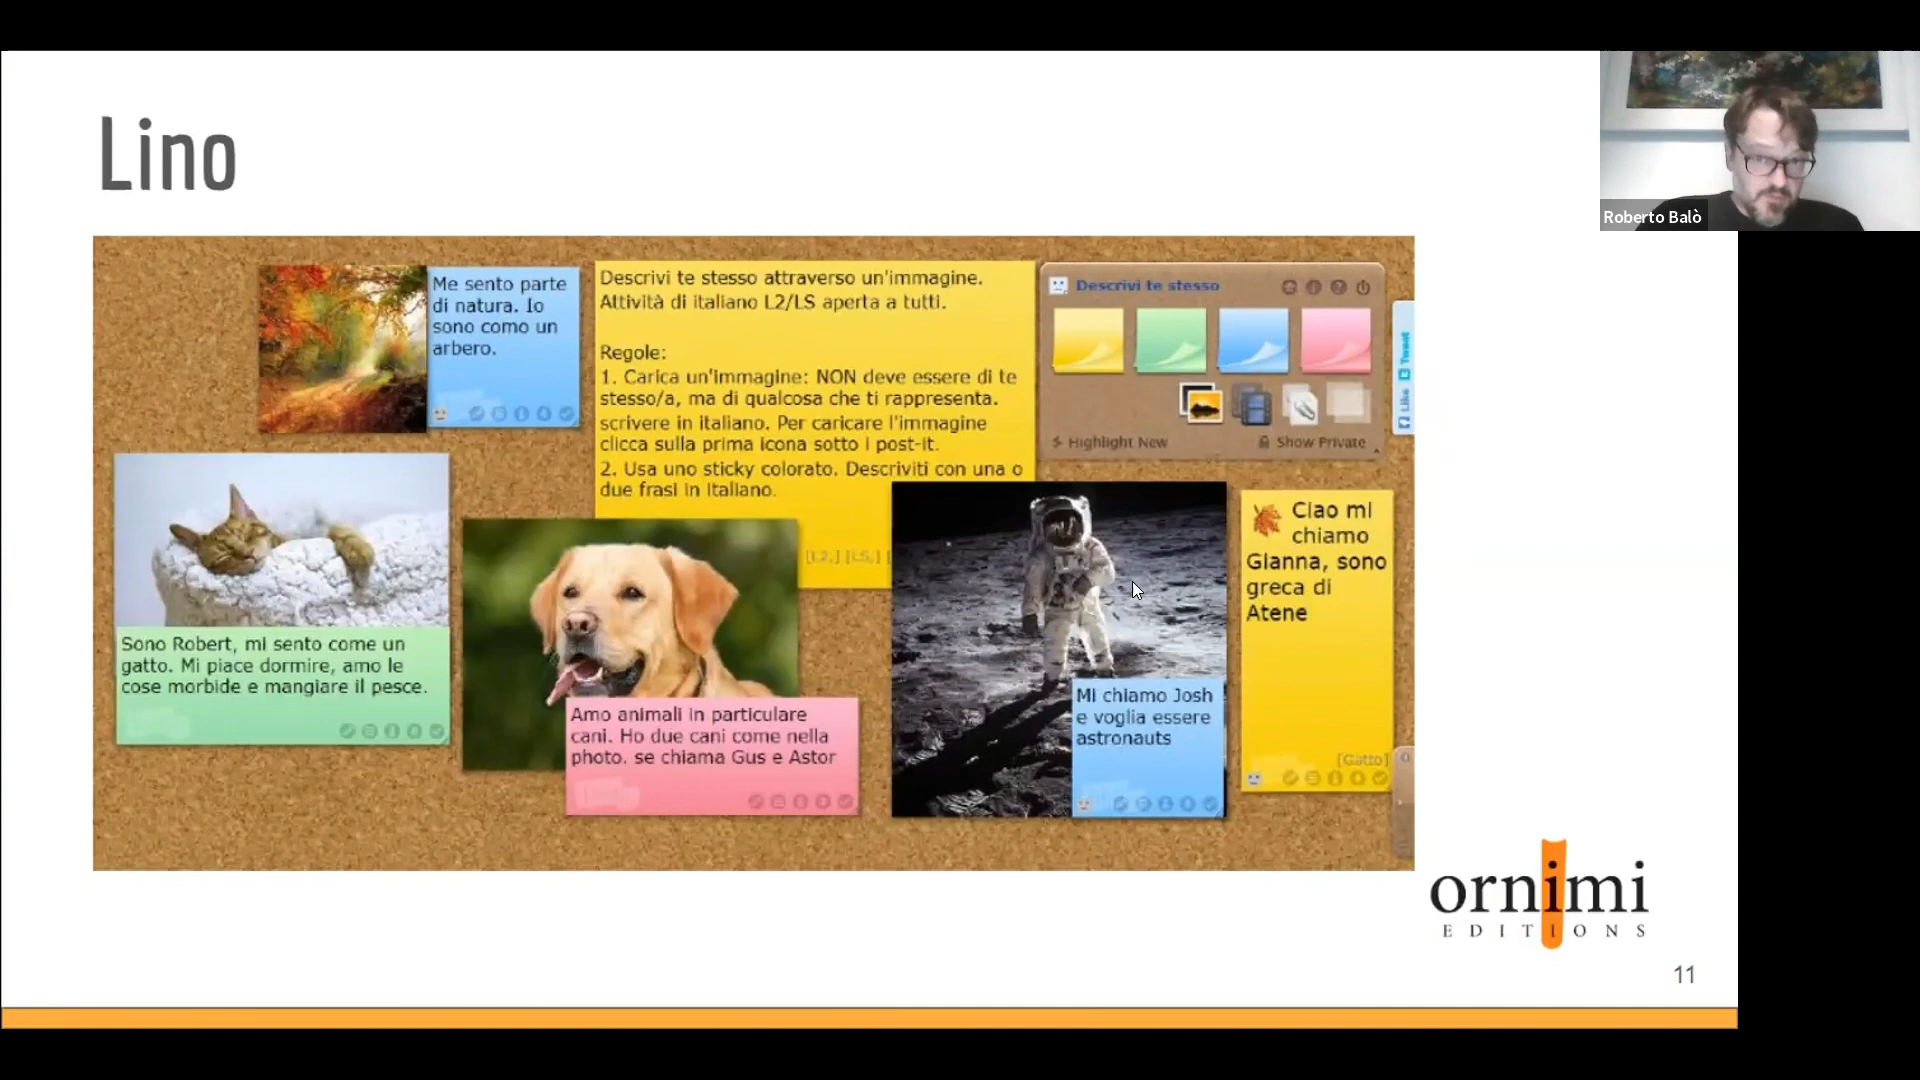 Lino
Roberto Balò
Me sento parte
di natura. Io
sono como un
arbero.
Descrivi te stesso attraverso un'immagine.
Attività di italiano L2/LS aperta a tutti.
Regole:
1. Carica un'immagine: NON deve essere di te
stesso/a, ma di qualcosa che ti rappresenta.
scrivere in italiano. Per caricare l'immagine
clicca sulla prima icona sotto i post-it.
2. Usa uno sticky colorato. Descriviti con una o
due frasi in italiano.
[L2,] [LS,]
Descrivi te stesso
Highlight New
Show Private
Tweet
Like
Sono Robert, mi sento come un
gatto. Mi piace dormire, amo le
cose morbide e mangiare il pesce.
Amo animali in particulare
cani. Ho due cani come nella
photo. se chiama Gus e Astor
Mi chiamo Josh
e voglia essere
astronauts
Ciao mi
chiamo
Gianna, sono
greca di
Atene
[Gatto]
ornimi
EDITIONS
11